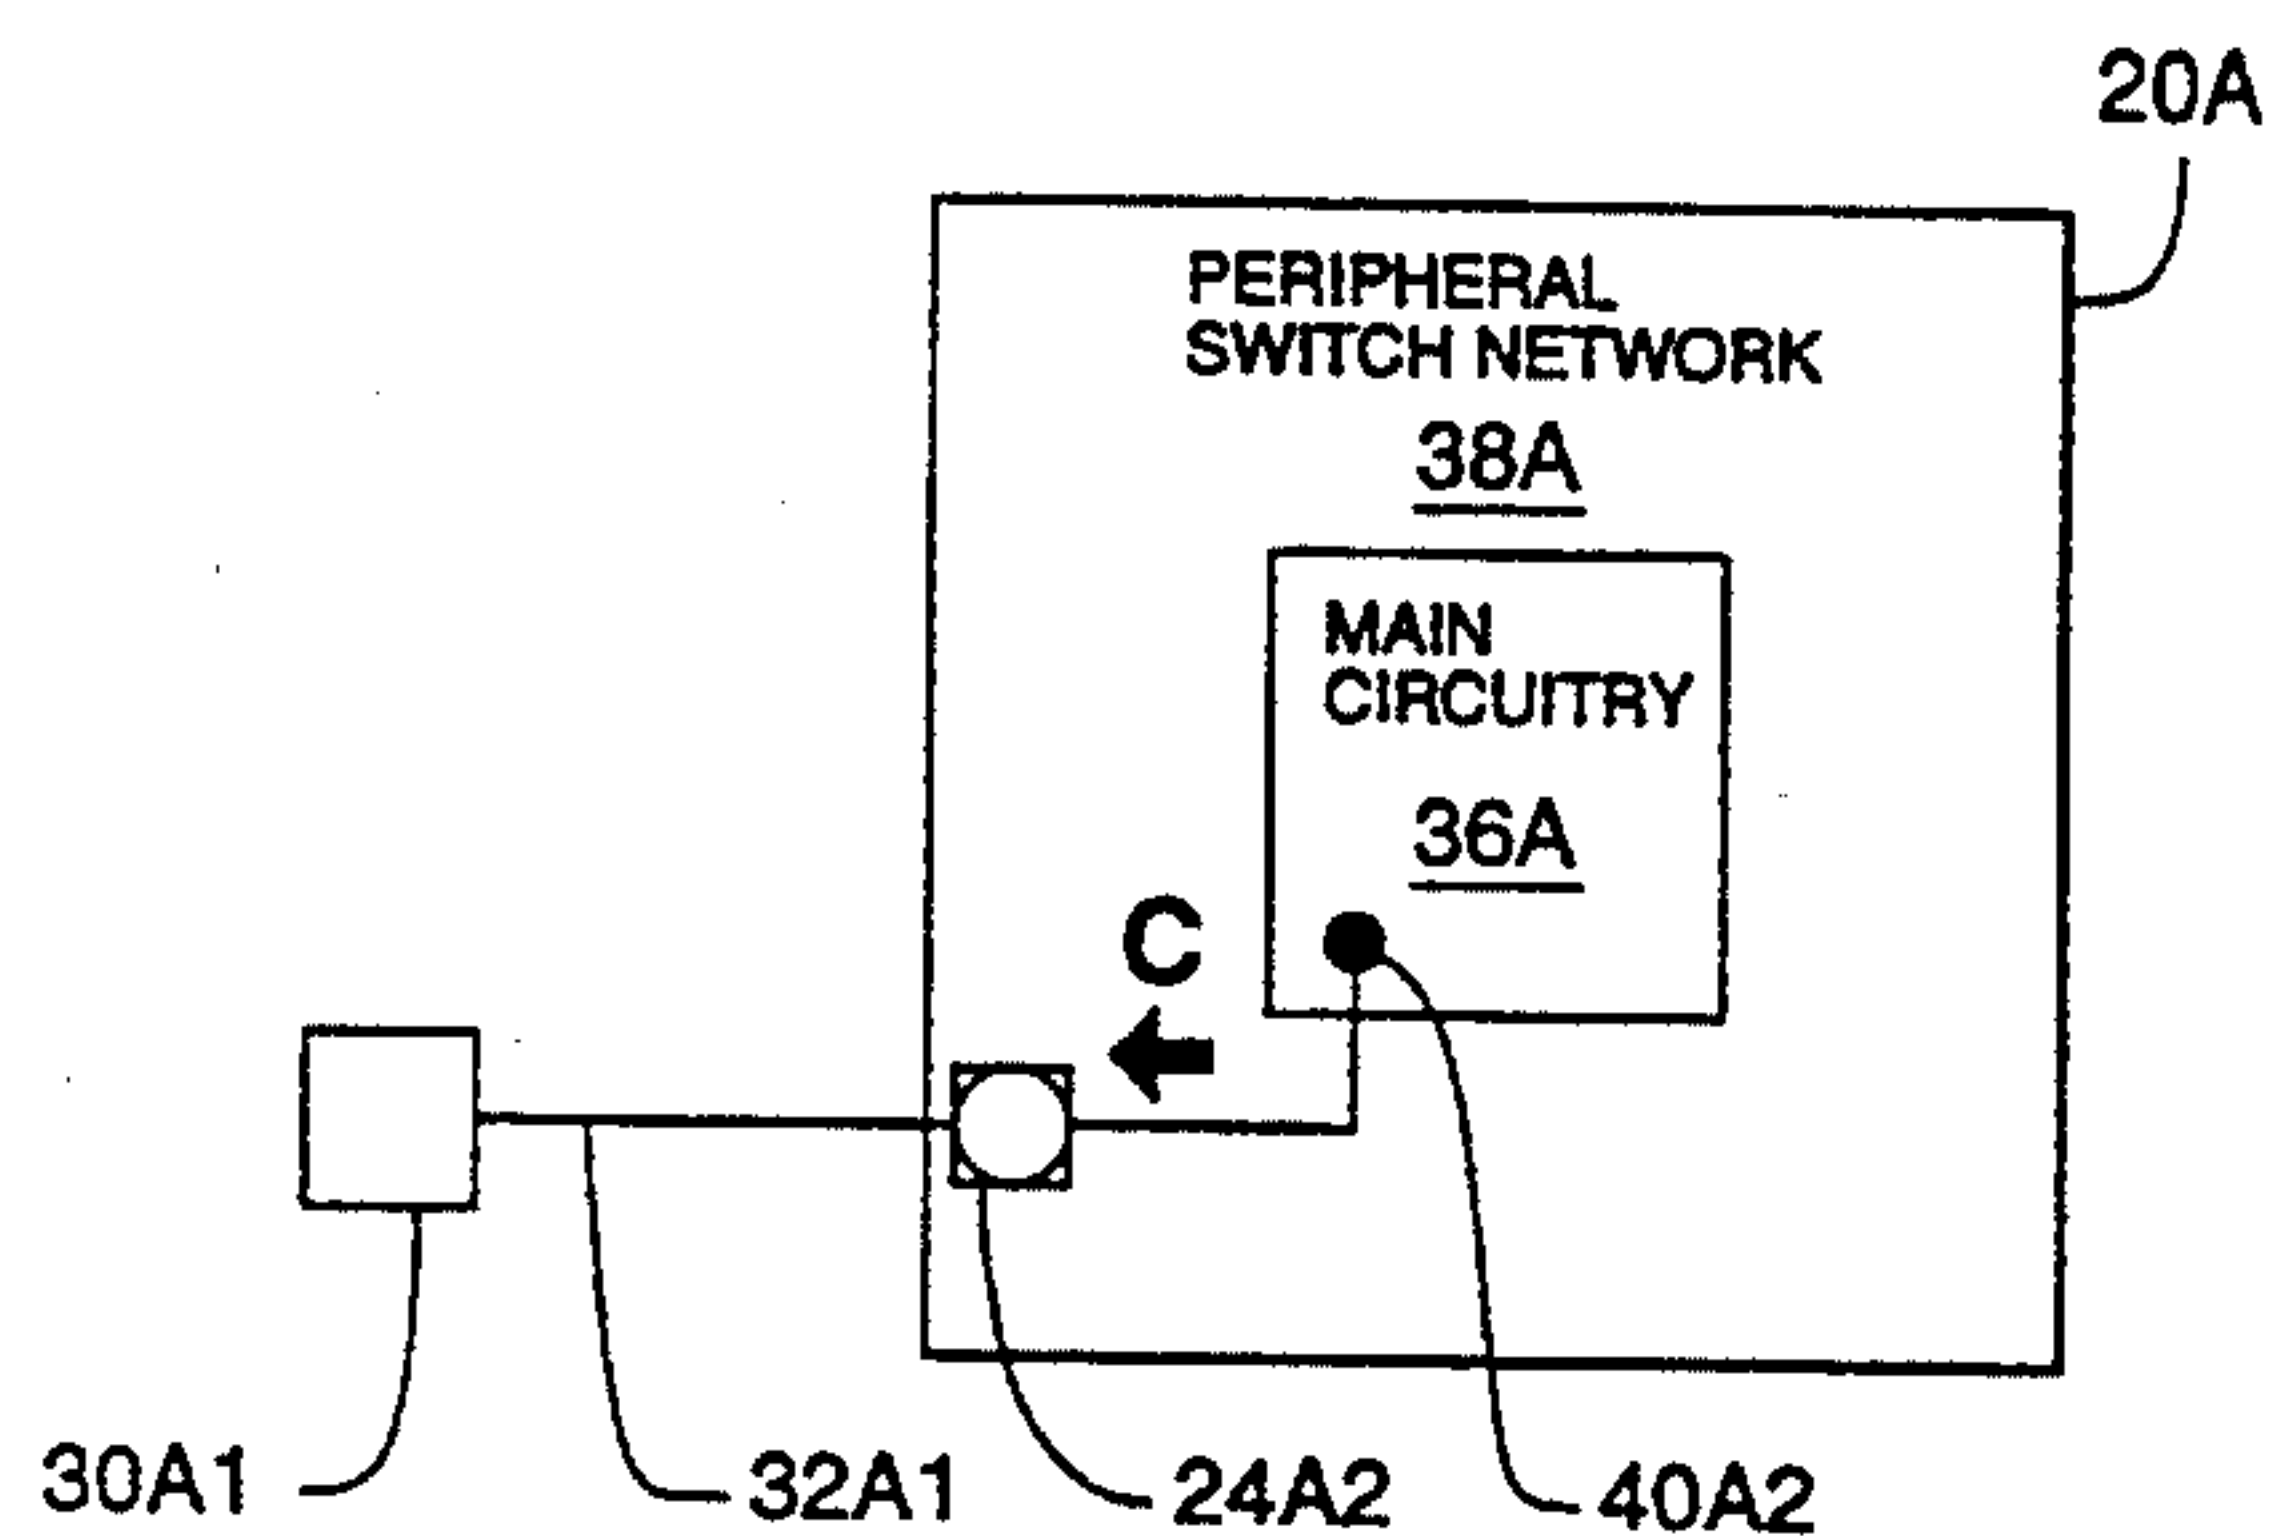 20A
PERIPHERAL
SWITCH NETWORK
38A
MAIN
CIRCUITRY
36A
C
30A1
32A1
24A2
40A2